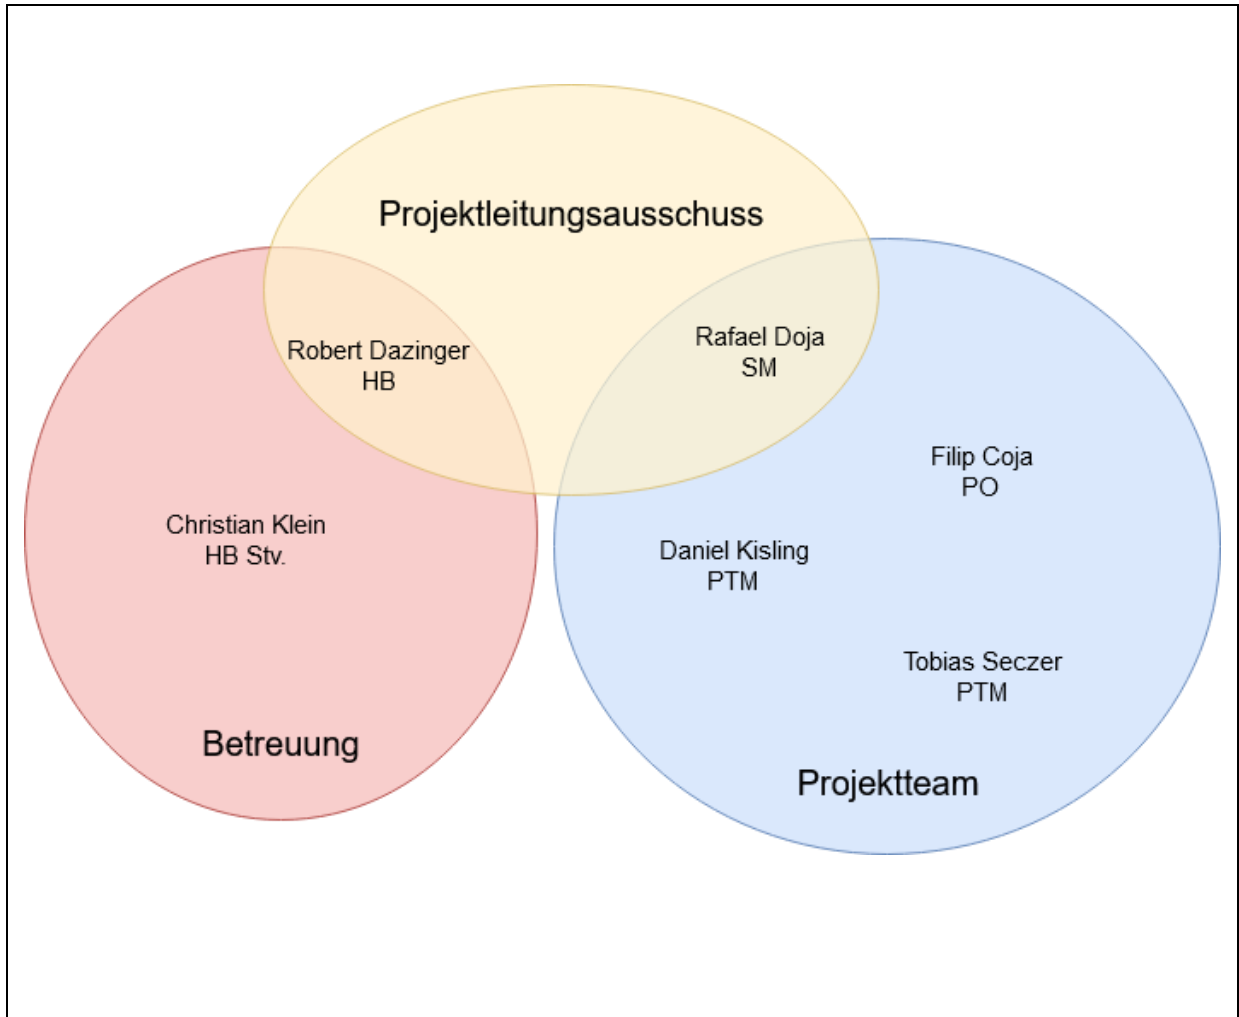 Projektleitungsausschuss
Robert Dazinger
HB
Rafael Doja
SM
Christian Klein
HB Stv.
Filip Coja
PO
Daniel Kisling
PTM
Tobias Seczer
PTM
Betreuung
Projektteam